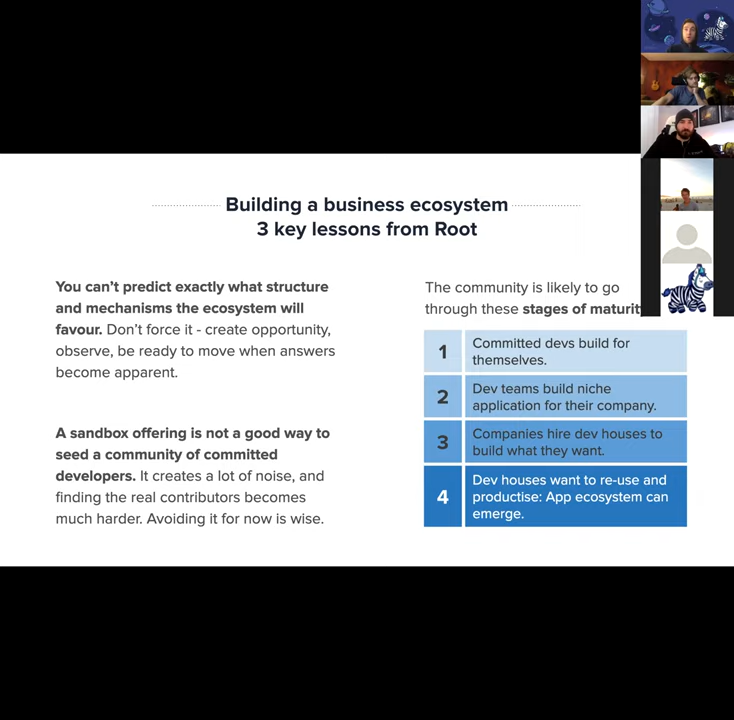 Building a business ecosystem
3 key lessons from Root
You can't predict exactly what structure
and mechanisms the ecosystem will
favour. Don't force it - create opportunity,
observe, be ready to move when answers
become apparent.
A sandbox offering is not a good way to
seed a community of committed
developers. It creates a lot of noise, and
finding the real contributors becomes
much harder. Avoiding it for now is wise.
The community is likely to go
through these stages of maturit
1
Committed devs build for
themselves.
2
Dev teams build niche
application for their company.
3
Companies hire dev houses to
build what they want.
4
Dev houses want to re-use and
productise: App ecosystem can
emerge.